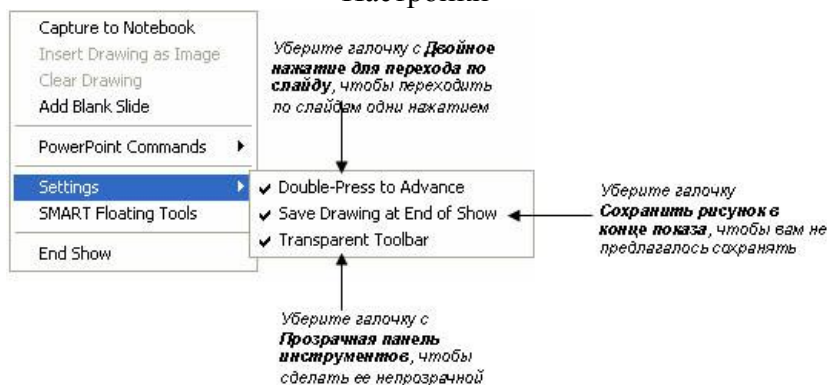 Настройки
Capture to Notebook
Insert Drawing as Image
Clear Drawing
Add Blank Slide
PowerPoint Commands
Settings
SMART Floating Tools
End Show
Уберите галочку с Двойное
нажатие для перехода по
слайду, чтобы переходить
по слайдам одни нажатием
Double-Press to Advance
Save Drawing at End of Show
Transparent Toolbar
Уберите галочку
Сохранить рисунок в
конце показа, чтобы вам не
предлагалось сохранять
Уберите галочку с
Прозрачная панель
инструментов, чтобы
сделать ее непрозрачной